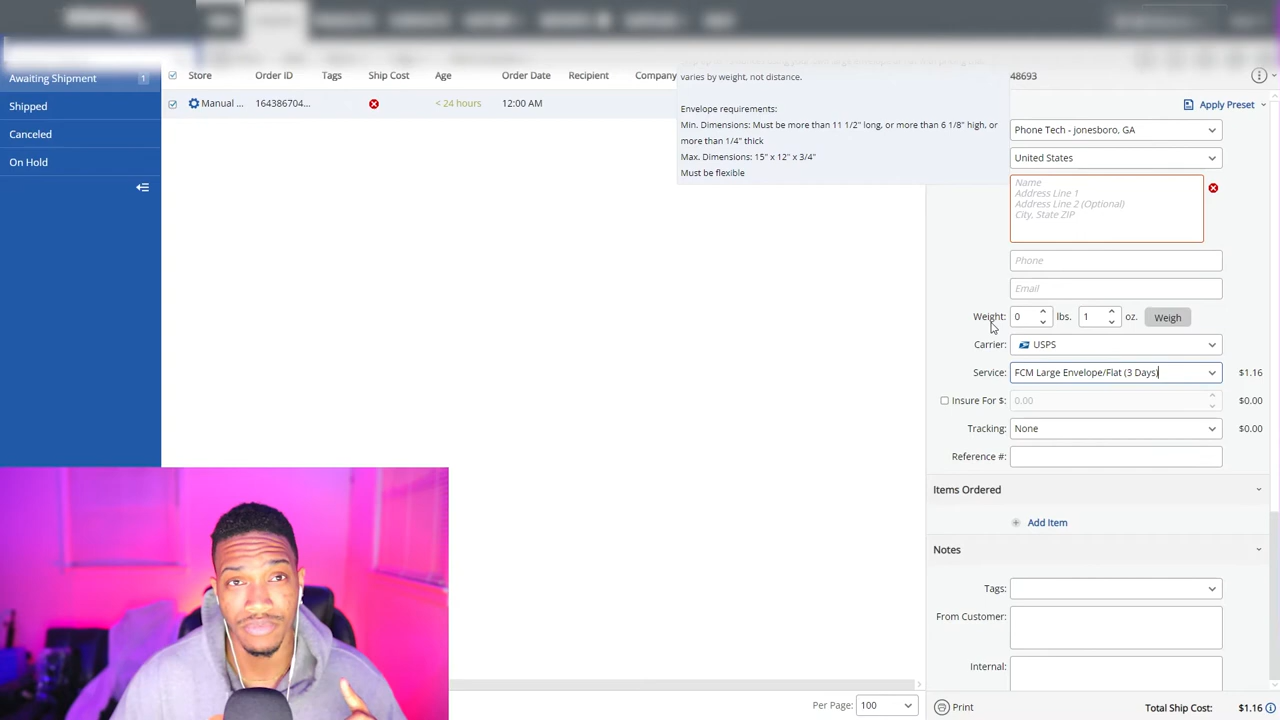 Awaiting Shipment 1
Shipped
Canceled
On Hold
Store Order ID Tags Ship Cost Age Order Date Recipient Company
Manual ... 164386704... < 24 hours 12:00 AM
varies by weight, not distance.
Envelope requirements:
Min. Dimensions: Must be more than 11 1/2" long, or more than 6 1/8" high, or
more than 1/4" thick
Max. Dimensions: 15" x 12" x 3/4"
Must be flexible
48693
Apply Preset
Phone Tech - jonesboro, GA
United States
Name
Address Line 1
Address Line 2 (Optional)
City, State ZIP
Phone
Email
Weight: 0 lbs. 1 oz. Weigh
Carrier: USPS
Service: FCM Large Envelope/Flat (3 Days) $1.16
Insure For $: 0.00 $0.00
Tracking: None $0.00
Reference #:
Items Ordered
Add Item
Notes
Tags:
From Customer:
Internal:
Per Page: 100
Print Total Ship Cost: $1.16